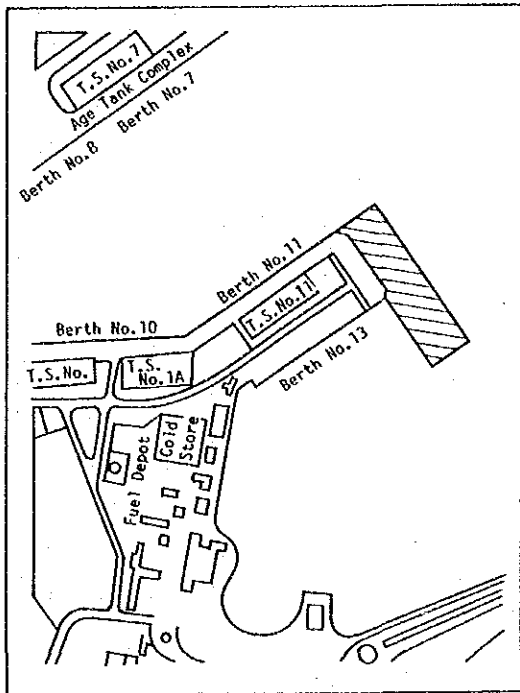 T.S.No.7
Age Tank Complex
Berth No.8 Berth No.7
Berth No.11
T.S.No.11
Berth No.10
Berth No.13
T.S.No.
T.S.
No.1A
Cold
Store
Fuel Depot